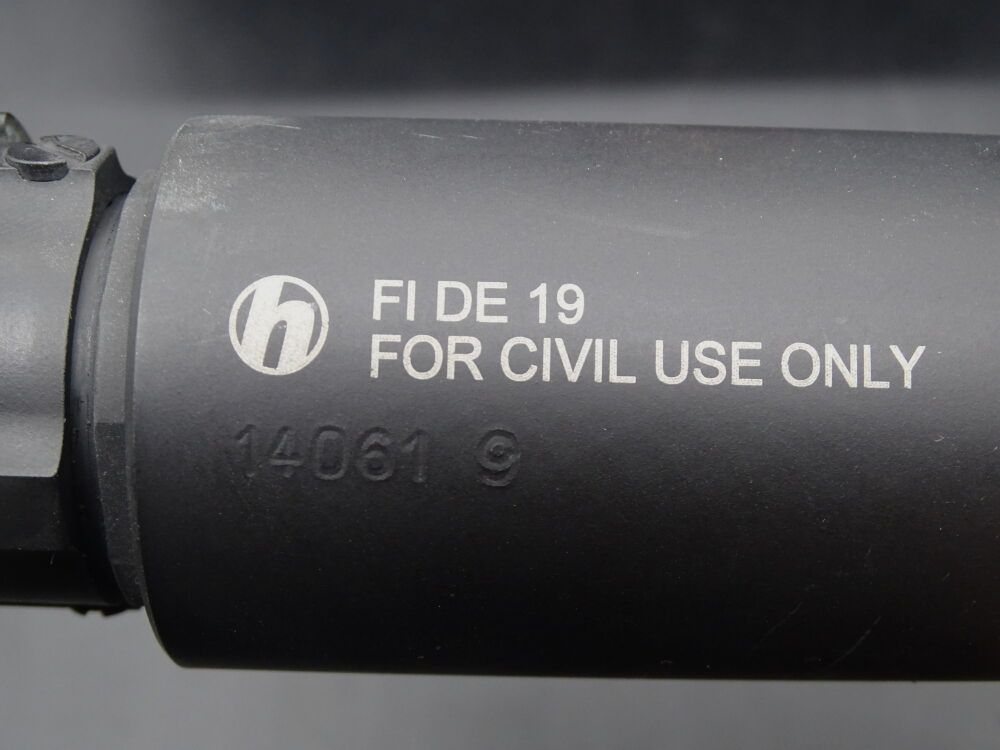 h
FI DE 19
FOR CIVIL USE ONLY
14061 9